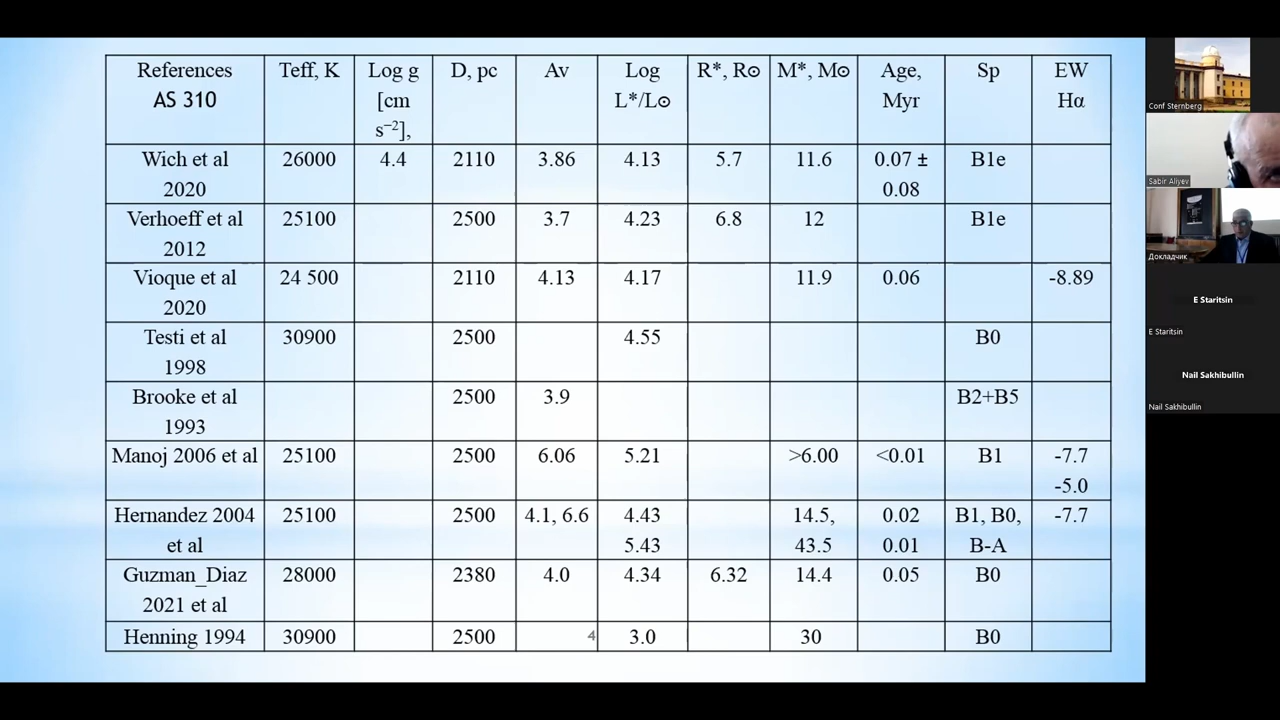 References AS 310 | Teff, K | Log g [cm s⁻²], | D, pc | Av | Log L*/L⊙ | R*, R⊙ | M*, M⊙ | Age, Myr | Sp | EW Hα
Wich et al 2020 | 26000 | 4.4 | 2110 | 3.86 | 4.13 | 5.7 | 11.6 | 0.07 ± 0.08 | B1e |
Verhoeff et al 2012 | 25100 | | 2500 | 3.7 | 4.23 | 6.8 | 12 | | B1e |
Vioque et al 2020 | 24 500 | | 2110 | 4.13 | 4.17 | | 11.9 | 0.06 | | -8.89
Testi et al 1998 | 30900 | | 2500 | | 4.55 | | | | B0 |
Brooke et al 1993 | | | 2500 | 3.9 | | | | | B2+B5 |
Manoj 2006 et al | 25100 | | 2500 | 6.06 | 5.21 | | >6.00 | <0.01 | B1 | -7.7 -5.0
Hernandez 2004 et al | 25100 | | 2500 | 4.1, 6.6 | 4.43 5.43 | | 14.5, 43.5 | 0.02 0.01 | B1, B0, B-A | -7.7
Guzman_Diaz 2021 et al | 28000 | | 2380 | 4.0 | 4.34 | 6.32 | 14.4 | 0.05 | B0 |
Henning 1994 | 30900 | | 2500 | | 3.0 | | 30 | | B0 |
4
Conf Sternberg
Sabir Aliyev
Докладчик
E Staritsin
E Staritsin
Nail Sakhibullin
Nail Sakhibullin